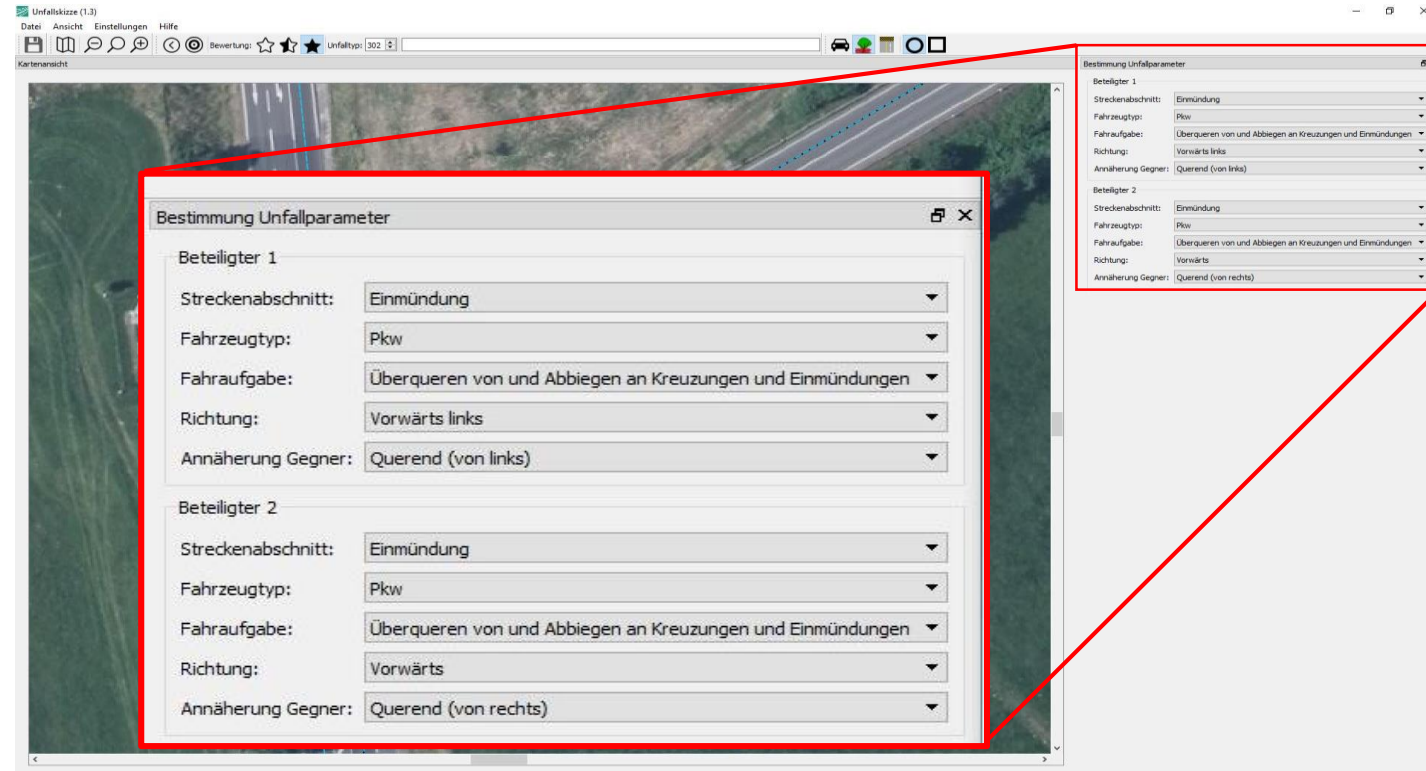 Unfallskizze (1.3)
Datei Ansicht Einstellungen Hilfe
Bewertung: Unfalltyp: 302
Kartenansicht
Bestimmung Unfallparameter
Beteiligter 1
Streckenabschnitt: Einmündung
Fahrzeugtyp: Pkw
Fahraufgabe: Überqueren von und Abbiegen an Kreuzungen und Einmündungen
Richtung: Vorwärts links
Annäherung Gegner: Querend (von links)
Beteiligter 2
Streckenabschnitt: Einmündung
Fahrzeugtyp: Pkw
Fahraufgabe: Überqueren von und Abbiegen an Kreuzungen und Einmündungen
Richtung: Vorwärts
Annäherung Gegner: Querend (von rechts)
Bestimmung Unfallparameter
Beteiligter 1
Streckenabschnitt: Einmündung
Fahrzeugtyp: Pkw
Fahraufgabe: Überqueren von und Abbiegen an Kreuzungen und Einmündungen
Richtung: Vorwärts links
Annäherung Gegner: Querend (von links)
Beteiligter 2
Streckenabschnitt: Einmündung
Fahrzeugtyp: Pkw
Fahraufgabe: Überqueren von und Abbiegen an Kreuzungen und Einmündungen
Richtung: Vorwärts
Annäherung Gegner: Querend (von rechts)